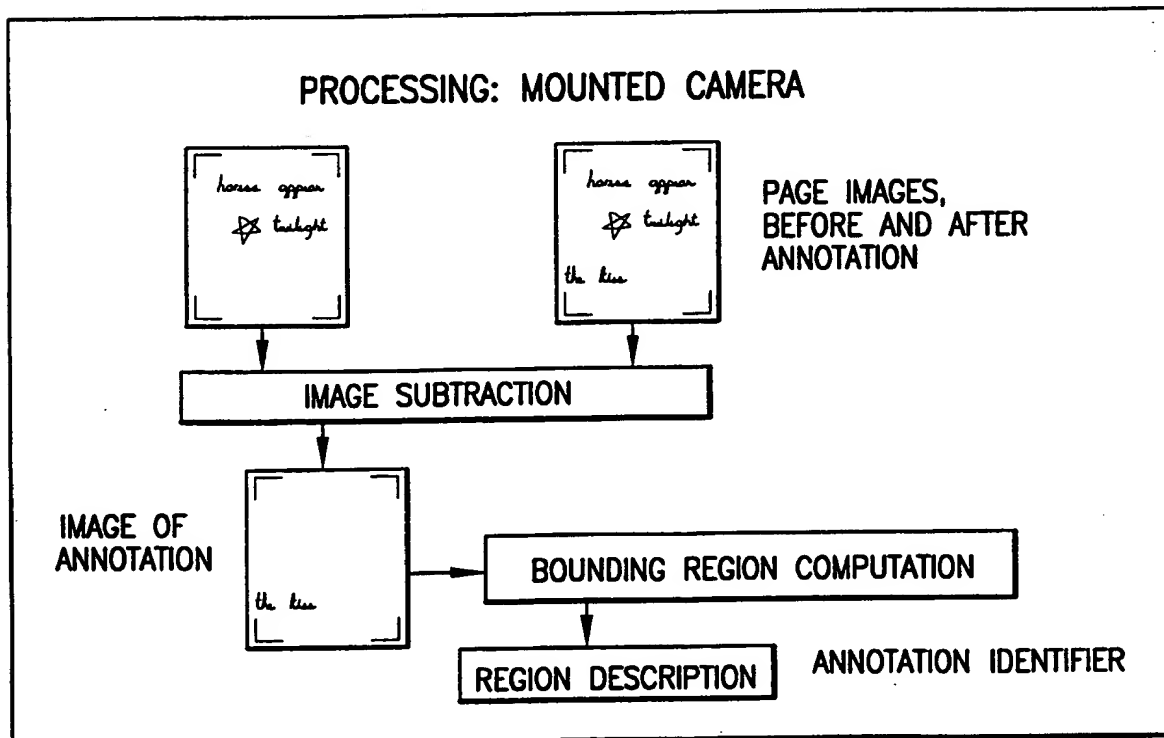 PROCESSING: MOUNTED CAMERA
horses appear
twilight
horses appear
twilight
the kiss
PAGE IMAGES,
BEFORE AND AFTER
ANNOTATION
IMAGE SUBTRACTION
IMAGE OF
ANNOTATION
the kiss
BOUNDING REGION COMPUTATION
REGION DESCRIPTION
ANNOTATION IDENTIFIER